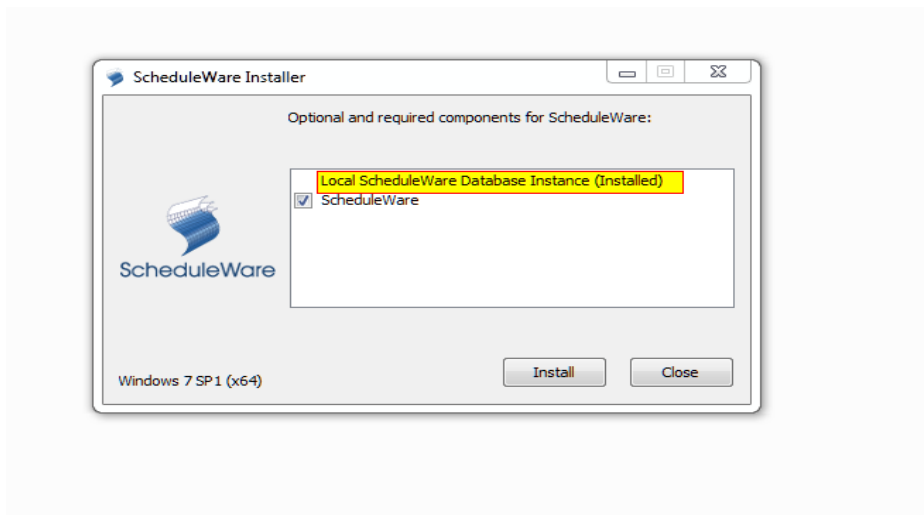 ScheduleWare Installer
Optional and required components for ScheduleWare:
Local ScheduleWare Database Instance (Installed)
ScheduleWare
ScheduleWare
Windows 7 SP1 (x64)
Install
Close